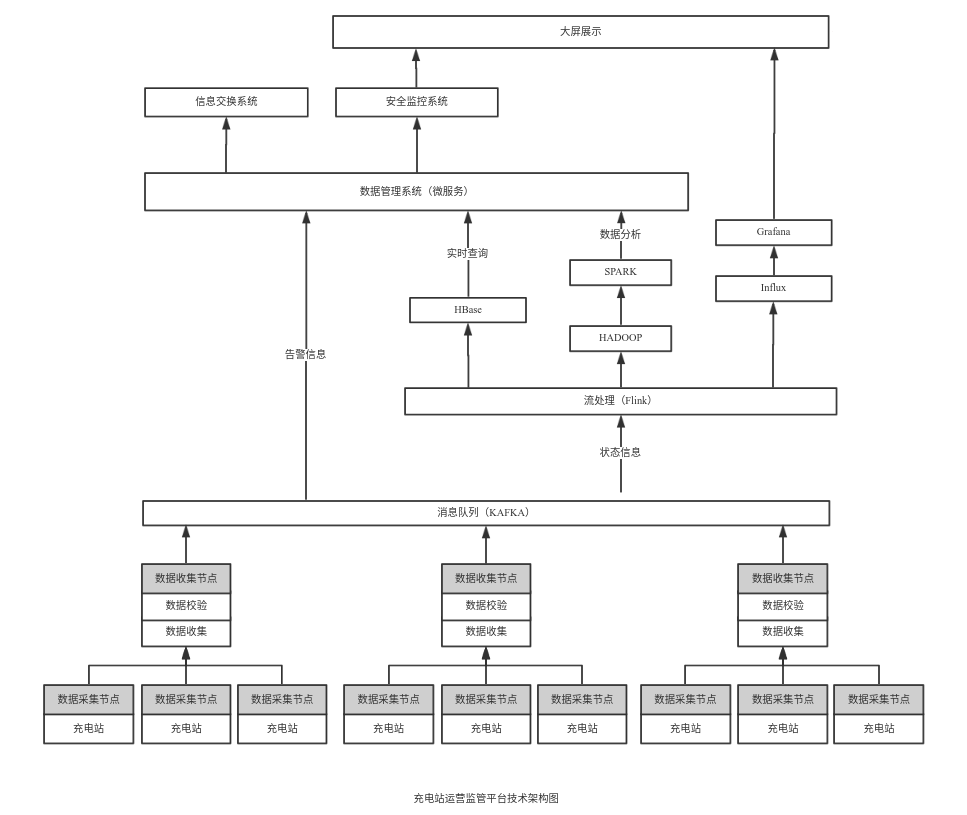 大屏展示
信息交换系统
安全监控系统
数据管理系统（微服务）
Grafana
数据分析
实时查询
SPARK
Influx
HBase
HADOOP
告警信息
流处理（Flink）
状态信息
消息队列（KAFKA）
数据收集节点
数据收集节点
数据收集节点
数据校验
数据校验
数据校验
数据收集
数据收集
数据收集
数据采集节点
数据采集节点
数据采集节点
数据采集节点
数据采集节点
数据采集节点
数据采集节点
数据采集节点
数据采集节点
充电站
充电站
充电站
充电站
充电站
充电站
充电站
充电站
充电站
充电站运营监管平台技术架构图